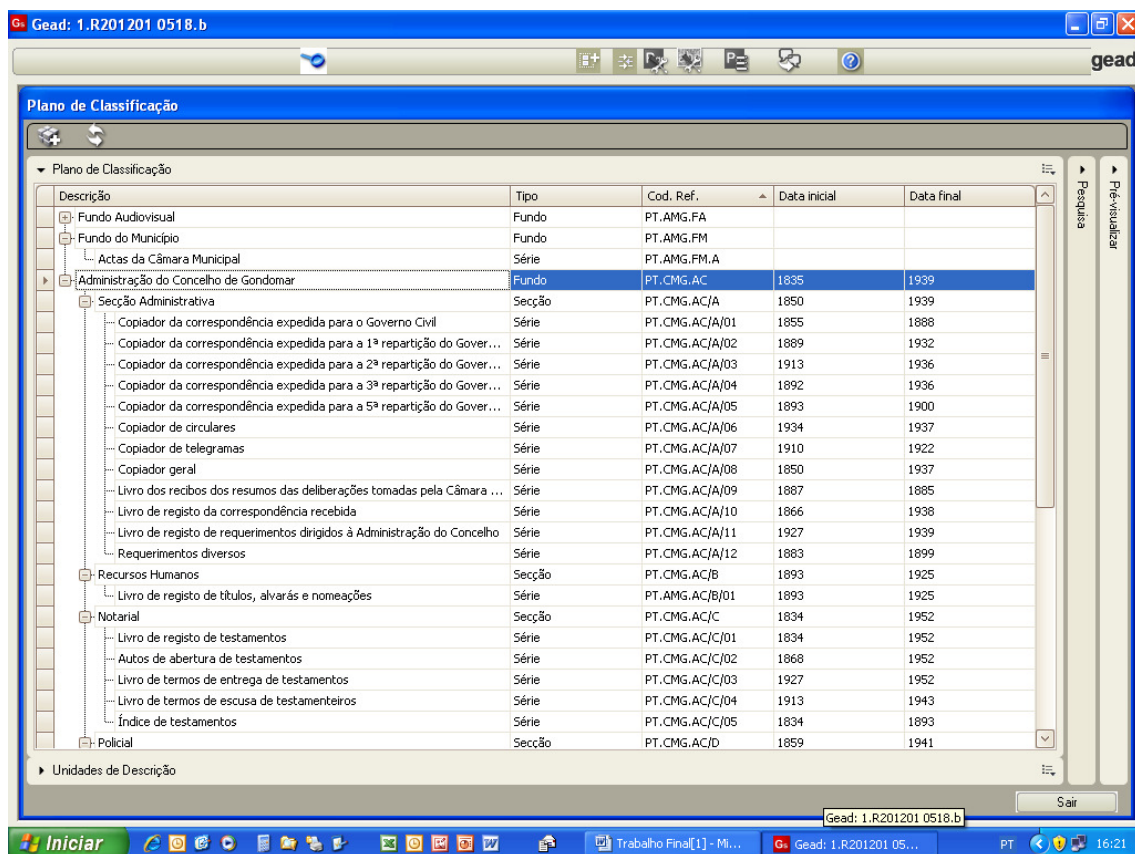 Gs Gead: 1.R201201 0518.b
gead
Plano de Classificação
Plano de Classificação
Descrição Tipo Cod. Ref. Data inicial Data final
Fundo Audiovisual Fundo PT.AMG.FA
Fundo do Município Fundo PT.AMG.FM
Actas da Câmara Municipal Série PT.AMG.FM.A
Administração do Concelho de Gondomar Fundo PT.CMG.AC 1835 1939
Secção Administrativa Secção PT.CMG.AC/A 1850 1939
Copiador da correspondência expedida para o Governo Civil Série PT.CMG.AC/A/01 1855 1888
Copiador da correspondência expedida para a 1ª repartição do Gover... Série PT.CMG.AC/A/02 1889 1932
Copiador da correspondência expedida para a 2ª repartição do Gover... Série PT.CMG.AC/A/03 1913 1936
Copiador da correspondência expedida para a 3ª repartição do Gover... Série PT.CMG.AC/A/04 1892 1936
Copiador da correspondência expedida para a 5ª repartição do Gover... Série PT.CMG.AC/A/05 1893 1900
Copiador de circulares Série PT.CMG.AC/A/06 1934 1937
Copiador de telegramas Série PT.CMG.AC/A/07 1910 1922
Copiador geral Série PT.CMG.AC/A/08 1850 1937
Livro dos recibos dos resumos das deliberações tomadas pela Câmara ... Série PT.CMG.AC/A/09 1887 1885
Livro de registo da correspondência recebida Série PT.CMG.AC/A/10 1866 1938
Livro de registo de requerimentos dirigidos à Administração do Concelho Série PT.CMG.AC/A/11 1927 1939
Requerimentos diversos Série PT.CMG.AC/A/12 1883 1899
Recursos Humanos Secção PT.CMG.AC/B 1893 1925
Livro de registo de títulos, alvarás e nomeações Série PT.AMG.AC/B/01 1893 1925
Notarial Secção PT.CMG.AC/C 1834 1952
Livro de registo de testamentos Série PT.CMG.AC/C/01 1834 1952
Autos de abertura de testamentos Série PT.CMG.AC/C/02 1868 1952
Livro de termos de entrega de testamentos Série PT.CMG.AC/C/03 1927 1952
Livro de termos de escusa de testamenteiros Série PT.CMG.AC/C/04 1913 1943
Índice de testamentos Série PT.CMG.AC/C/05 1834 1893
Policial Secção PT.CMG.AC/D 1859 1941
Pesquisa
Pré-visualizar
Unidades de Descrição
Sair
Gead: 1.R201201 0518.b
Iniciar Trabalho Final[1] - Mi... Gs Gead: 1.R201201 05... PT 16:21